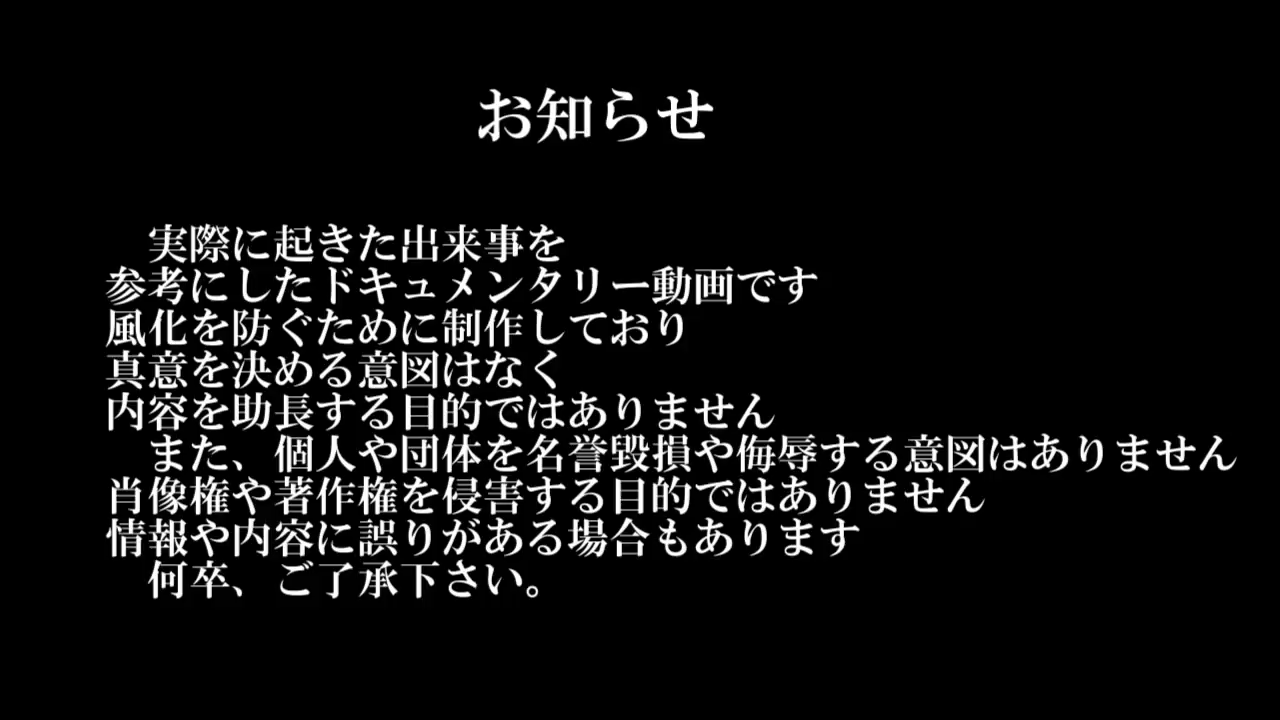 お知らせ
　実際に起きた出来事を
参考にしたドキュメンタリー動画です
風化を防ぐために制作しており
真意を決める意図はなく
内容を助長する目的ではありません
　また、個人や団体を名誉毀損や侮辱する意図はありません
肖像権や著作権を侵害する目的ではありません
情報や内容に誤りがある場合もあります
　何卒、ご了承下さい。